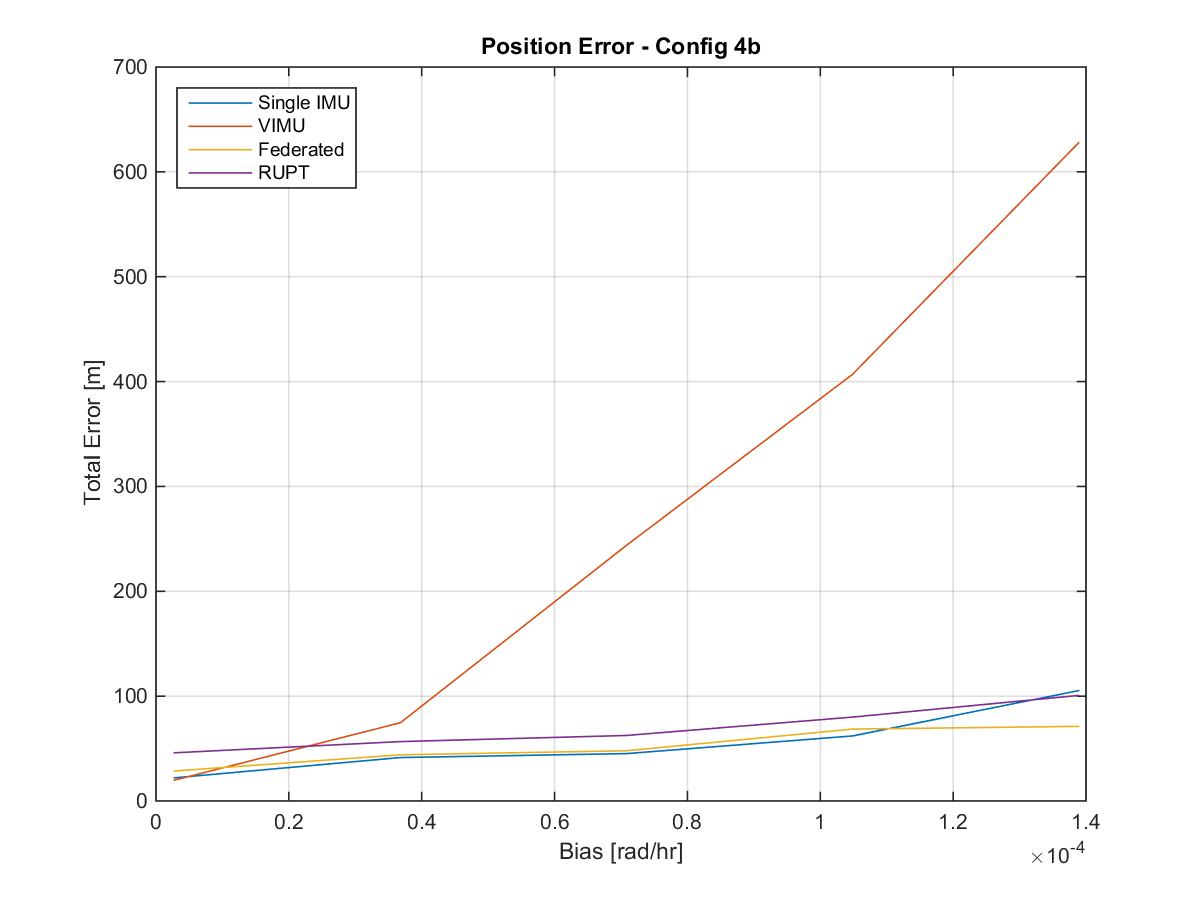 Position Error - Config 4b
700
600
500
400
300
200
100
0
Total Error [m]
Single IMU
VIMU
Federated
RUPT
0 0.2 0.4 0.6 0.8 1 1.2 1.4
Bias [rad/hr]
×10-4